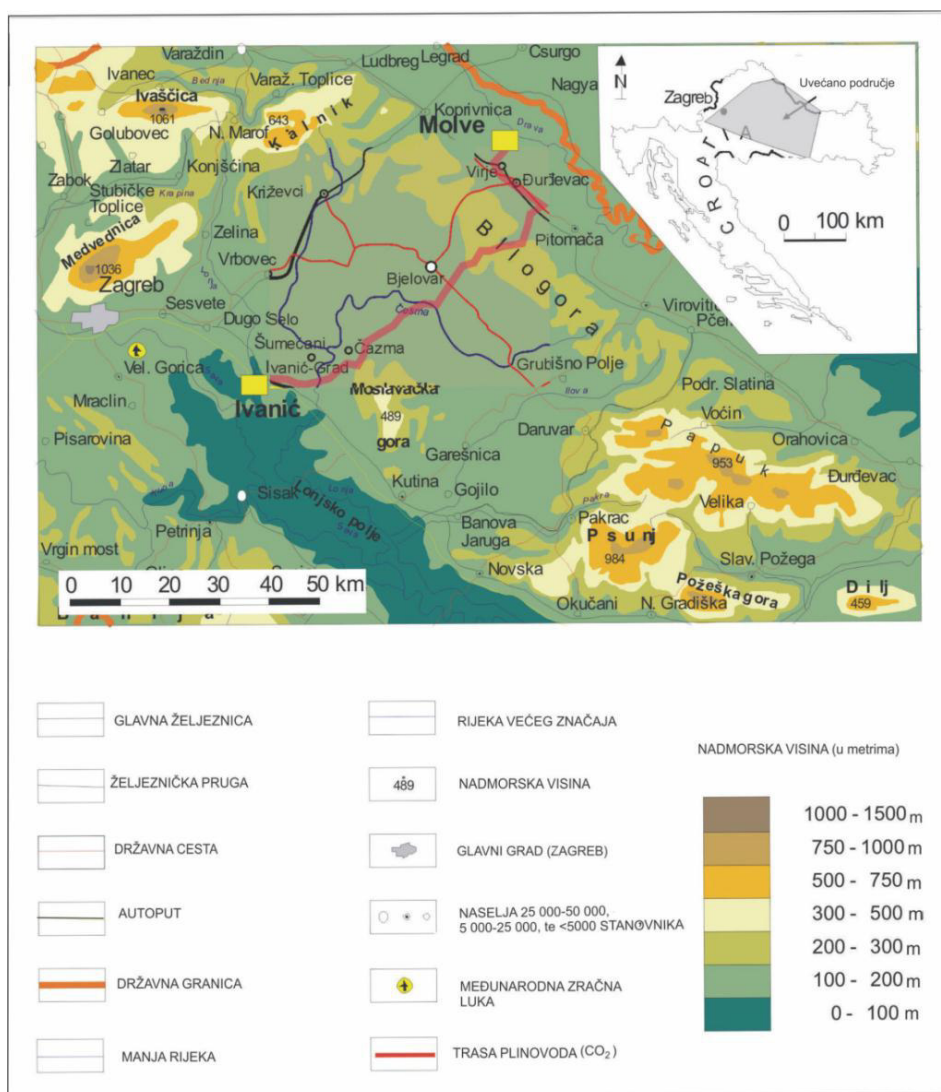 Varaždin
Ludbreg
Legrad
Csurgo
Ivanec
Bednja
Varaž. Toplice
Nagya
Ivaščica
1061
Golubovec
N. Marof
643
Kalnik
Koprivnica
Molve
Drava
Zlatar
Konjščina
Zabok
Krapina
Stubičke
Toplice
Križevci
Virje
Đurđevac
Medvednica
1036
Zelina
Vrbovec
Lonja
Pitomača
Bilogora
Zagreb
Sesvete
Bjelovar
Česma
Virovitic
Pčem
Dugo Selo
Šumećani
Čazma
Vel. Gorica
Sava
Ivanić-Grad
Grubišno Polje
Ivanić
Moslavačka
489
gora
Ilova
Podr. Slatina
Mraclin
Pisarovina
Daruvar
Voćin
Papuk
Orahovica
953
Garešnica
Kutina
Gojilo
Đurđevac
Kupa
Sisak
Lonja
Lonjsko polje
Sava
Velika
Petrinja
Banova
Jaruga
Pakra
Pakrac
Psunj
984
Vrgin most
Novska
Slav. Požega
Požeška gora
Dilj
459
Okučani
N. Gradiška
0 10 20 30 40 50 km
Banija
N
Zagreb
Uvećano područje
CROATIA
0 100 km
GLAVNA ŽELJEZNICA
ŽELJEZNIČKA PRUGA
DRŽAVNA CESTA
AUTOPUT
DRŽAVNA GRANICA
MANJA RIJEKA
RIJEKA VEĆEG ZNAČAJA
489
NADMORSKA VISINA
GLAVNI GRAD (ZAGREB)
NASELJA 25 000-50 000,
5 000-25 000, te <5000 STANOVNIKA
MEĐUNARODNA ZRAČNA
LUKA
TRASA PLINOVODA (CO₂)
NADMORSKA VISINA (u metrima)
1000 - 1500 m
750 - 1000 m
500 - 750 m
300 - 500 m
200 - 300 m
100 - 200 m
0 - 100 m